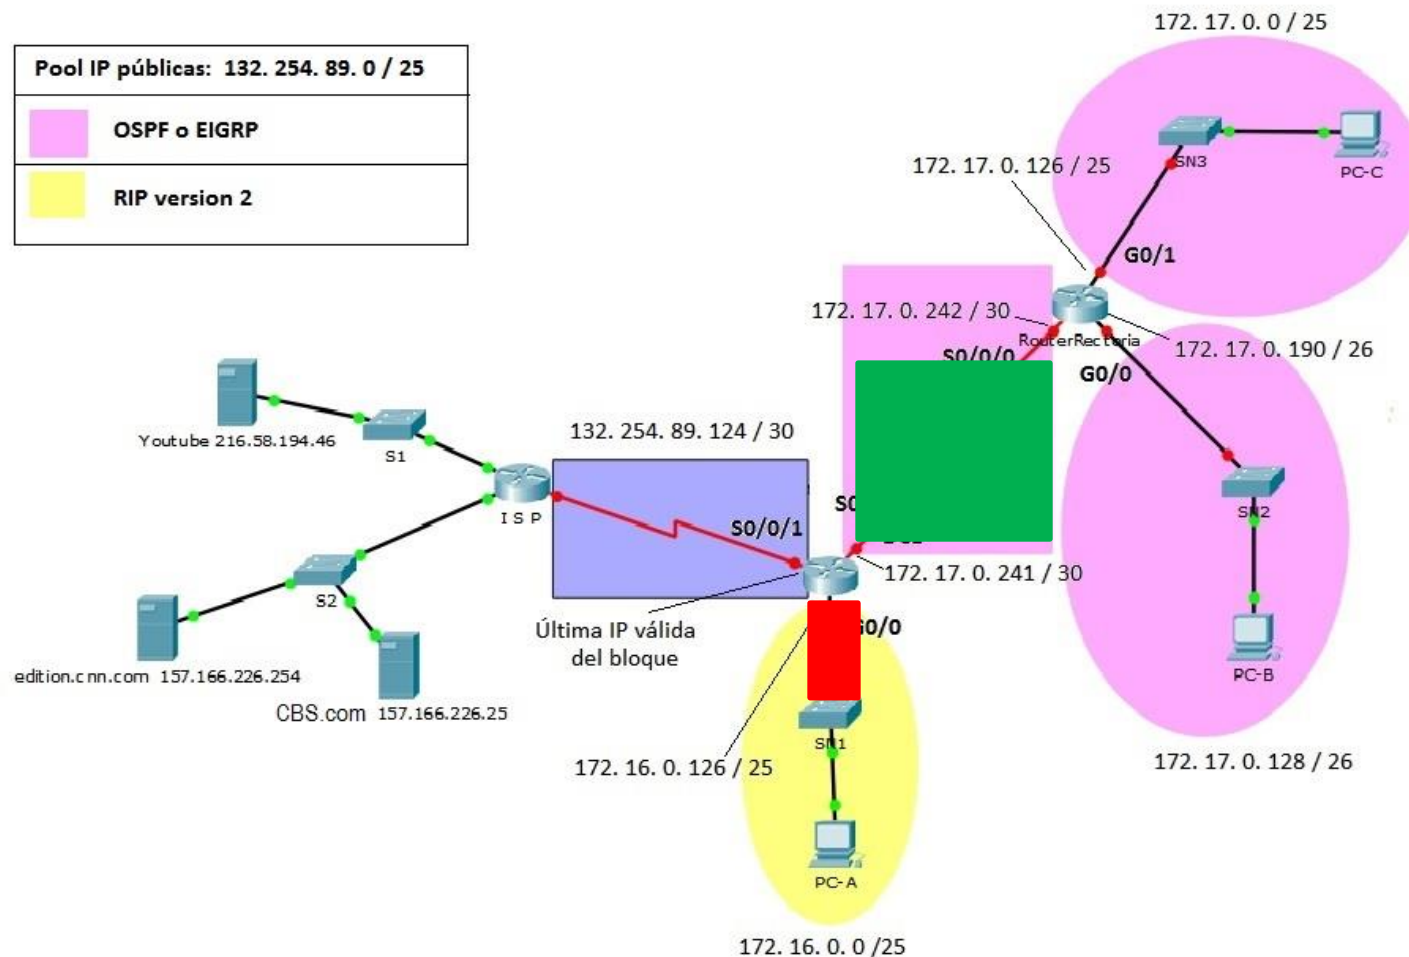 Pool IP públicas: 132. 254. 89. 0 / 25
OSPF o EIGRP
RIP version 2
172. 17. 0. 0 / 25
SN3
PC-C
172. 17. 0. 126 / 25
G0/1
172. 17. 0. 242 / 30
RouterRectoria
172. 17. 0. 190 / 26
S0/0/0
G0/0
Youtube 216.58.194.46
S1
132. 254. 89. 124 / 30
I S P
S0/0/1
SN2
172. 17. 0. 241 / 30
S2
Última IP válida
del bloque
G0/0
edition.cnn.com 157.166.226.254
CBS.com 157.166.226.25
PC-B
SN1
172. 16. 0. 126 / 25
172. 17. 0. 128 / 26
PC-A
172. 16. 0. 0 /25